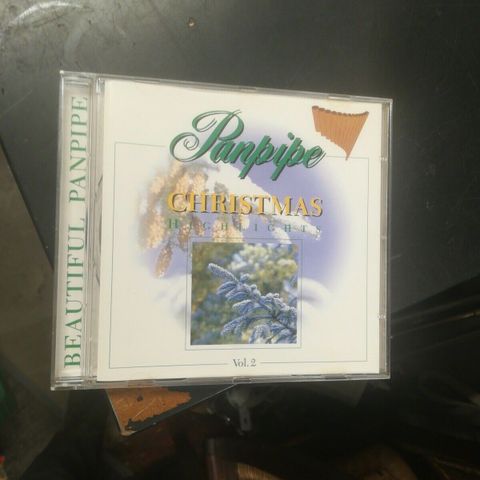 BEAUTIFUL PANPIPE
Panpipe
CHRISTMAS
HIGHLIGHTS
Vol. 2